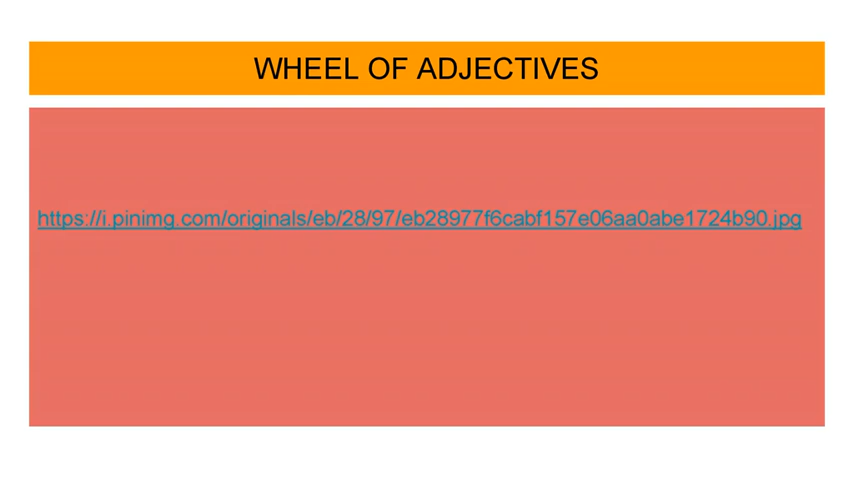 WHEEL OF ADJECTIVES
https://i.pinimg.com/originals/eb/28/97/eb28977f6cabf157e06aa0abe1724b90.jpg